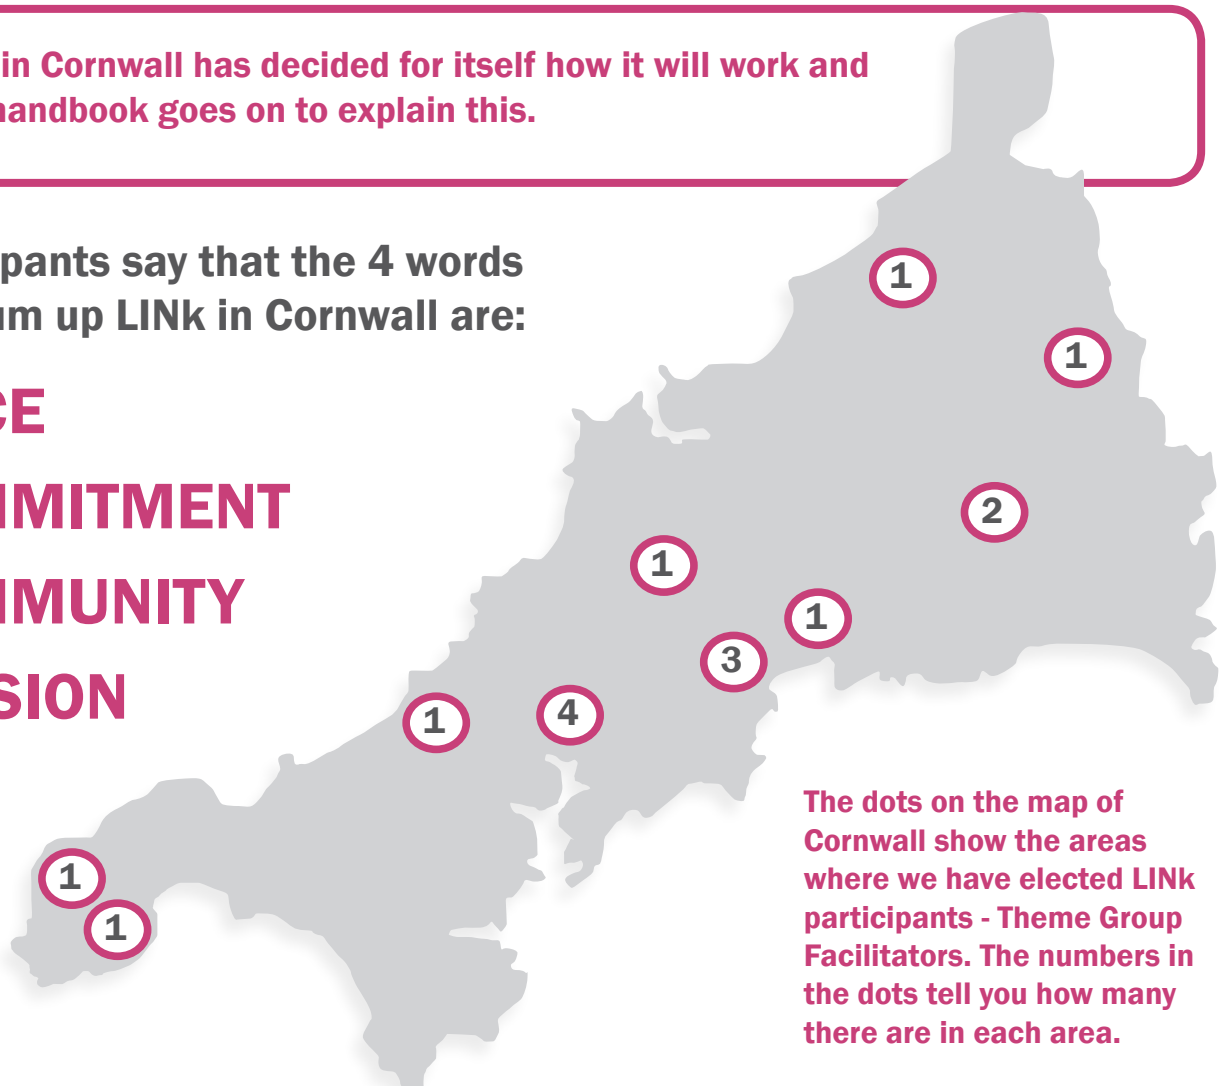 in Cornwall has decided for itself how it will work and
handbook goes on to explain this.
pants say that the 4 words
um up LINk in Cornwall are:
CE
MITMENT
MUNITY
SION
1
1
2
1
1
3
4
1
1
1
The dots on the map of
Cornwall show the areas
where we have elected LINk
participants - Theme Group
Facilitators. The numbers in
the dots tell you how many
there are in each area.